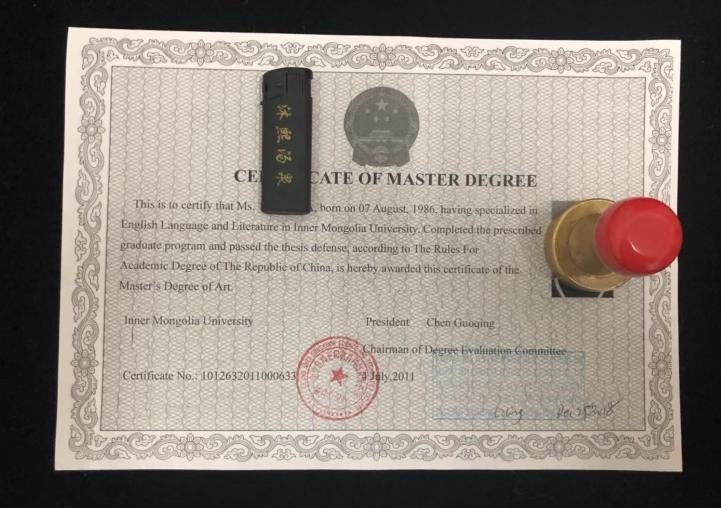 沐熙汤泉
CE CATE OF MASTER DEGREE
This is to certify that Ms. , born on 07 August, 1986, having specialized in
English Language and Literature in Inner Mongolia University. Completed the prescribed
graduate program and passed the thesis defense, according to The Rules For
Academic Degree of The Republic of China, is hereby awarded this certificate of the
Master's Degree of Art.
Inner Mongolia University President Chen Guoqing
Chairman of Degree Evaluation Committee
Certificate No.: 1012632011000633 4 July,2011